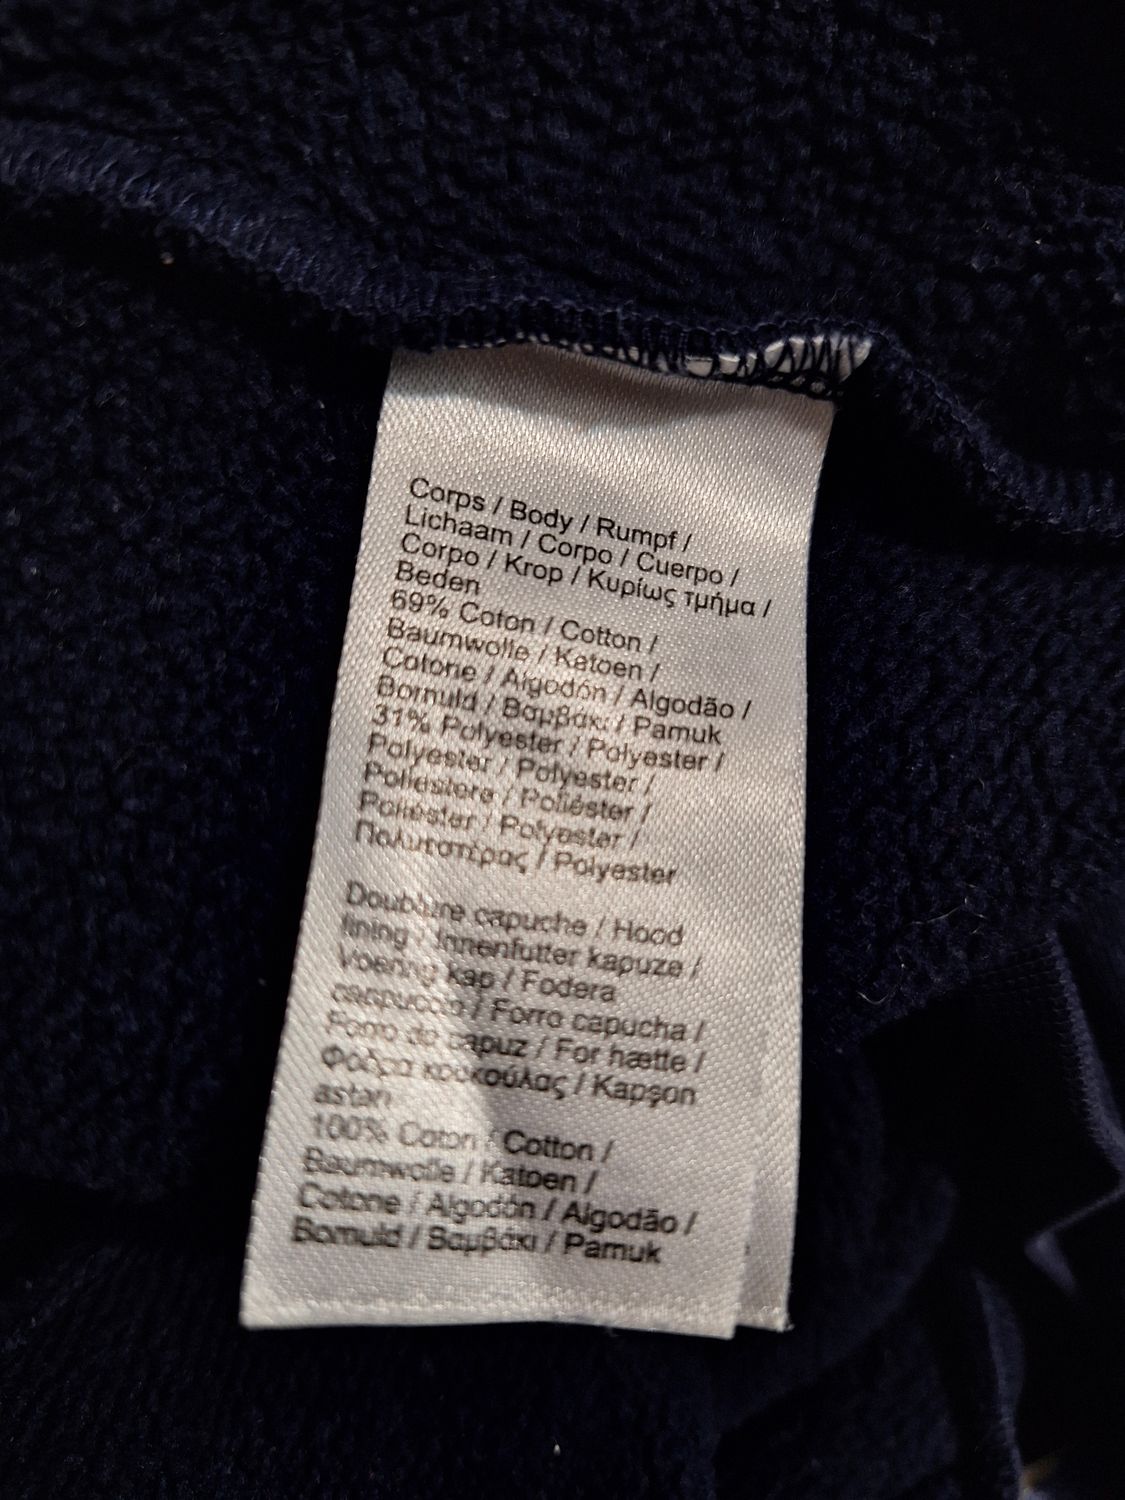 Corps / Body / Rumpf /
Lichaam / Corpo / Cuerpo /
Corpo / Krop / Κυρίως τμήμα /
Beden
69% Coton / Cotton /
Baumwolle / Katoen /
Cotone / Algodón / Algodão /
Bomuld / Βαμβάκι / Pamuk
31% Polyester / Polyester /
Polyester / Polyester /
Poliestere / Poliéster /
Poliéster / Polyester /
Πολυεστέρας / Polyester
Doublure capuche / Hood
lining / Innenfutter kapuze /
Voering kap / Fodera
cappuccio / Forro capucha /
Forro do capuz / For hætte /
Φόδρα κουκούλας / Kapşon
astarı
100% Coton / Cotton /
Baumwolle / Katoen /
Cotone / Algodón / Algodão /
Bomuld / Βαμβάκι / Pamuk